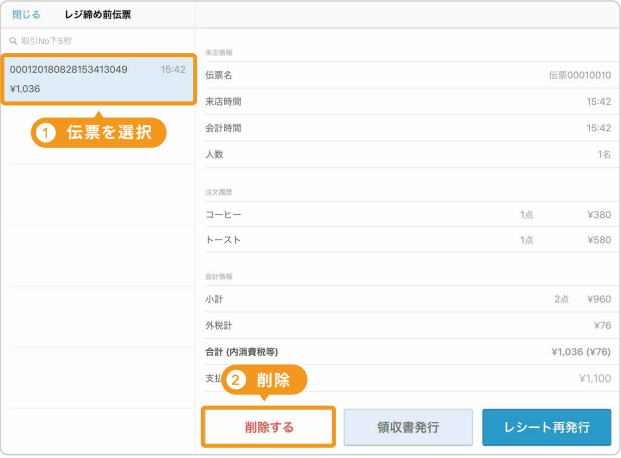 閉じる レジ締め前伝票
取引No下5桁
000120180828153413049 15:42
¥1,036
1 伝票を選択
来店情報
伝票名 伝票00010010
来店時間 15:42
会計時間 15:42
人数 1名
注文履歴
コーヒー 1点 ¥380
トースト 1点 ¥580
会計情報
小計 2点 ¥960
外税計 ¥76
合計 (内消費税等) ¥1,036 (¥76)
支払 ¥1,100
2 削除
削除する 領収書発行 レシート再発行